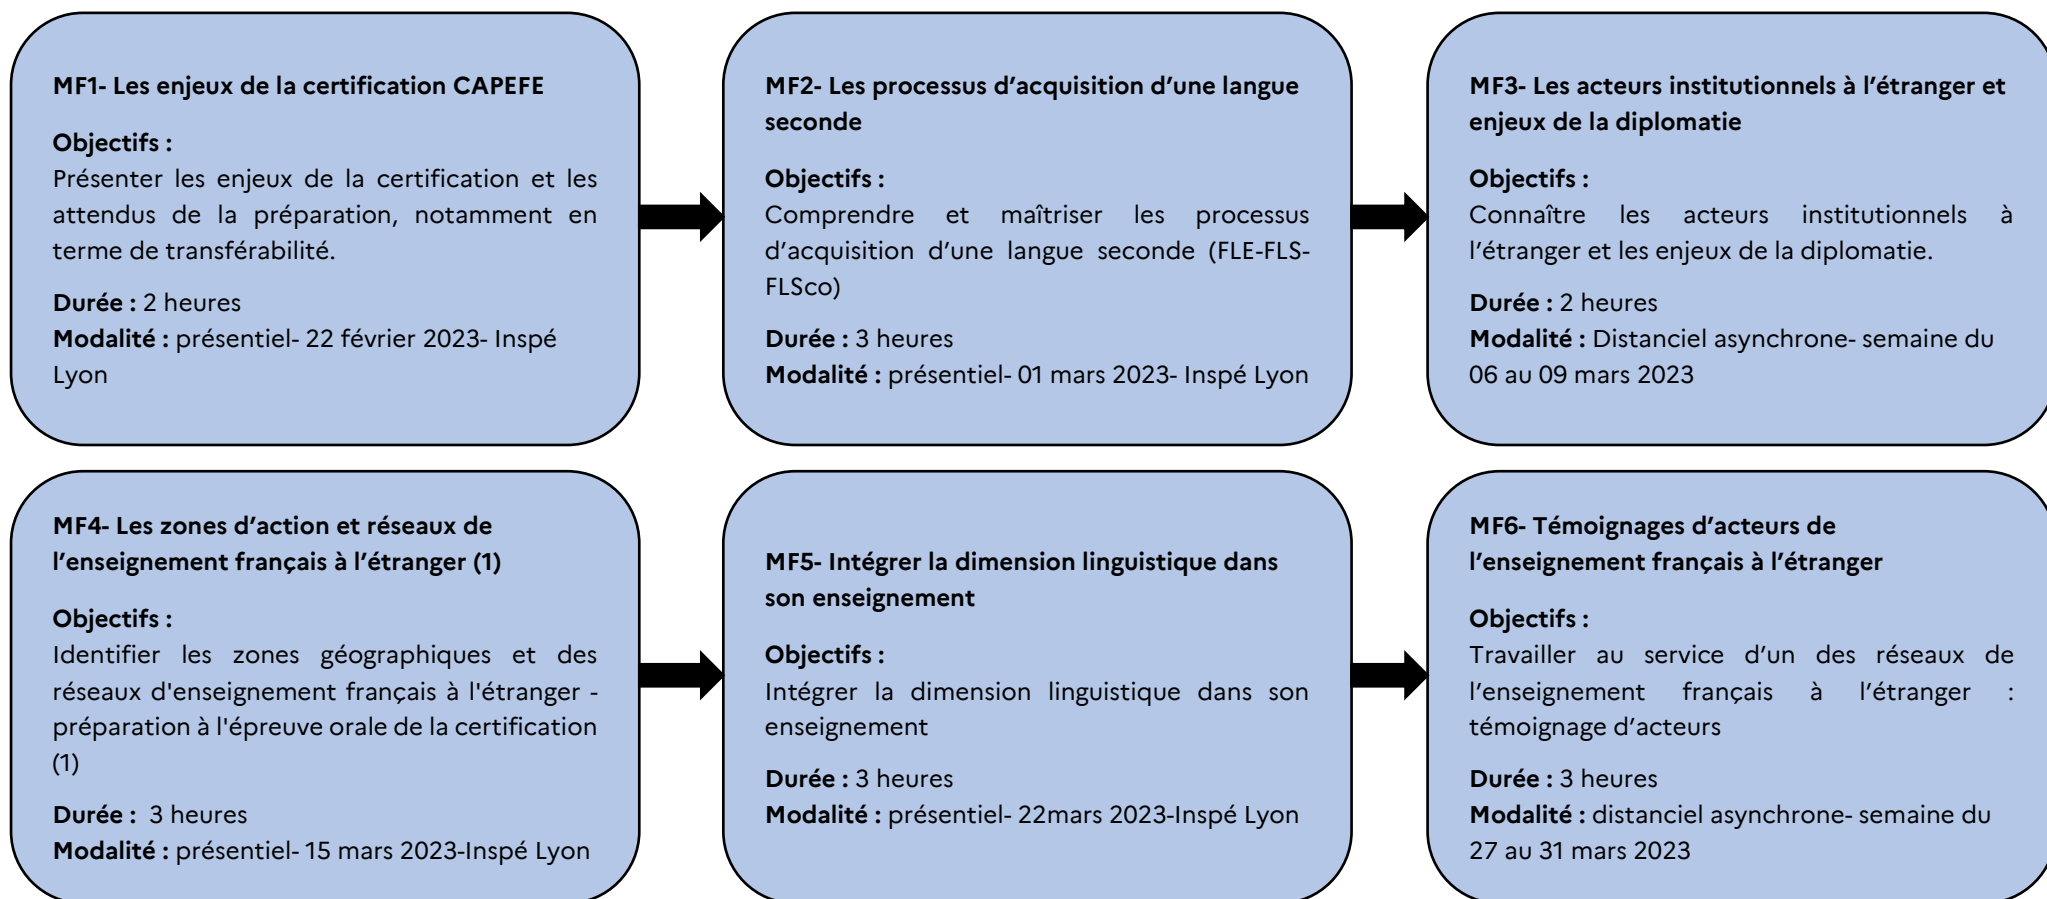 MF1- Les enjeux de la certification CAPEFE
Objectifs :
Présenter les enjeux de la certification et les
attendus de la préparation, notamment en
terme de transférabilité.
Durée : 2 heures
Modalité : présentiel- 22 février 2023- Inspé
Lyon
MF2- Les processus d’acquisition d’une langue
seconde
Objectifs :
Comprendre et maîtriser les processus
d’acquisition d’une langue seconde (FLE-FLS-
FLSco)
Durée : 3 heures
Modalité : présentiel- 01 mars 2023- Inspé Lyon
MF3- Les acteurs institutionnels à l’étranger et
enjeux de la diplomatie
Objectifs :
Connaître les acteurs institutionnels à
l’étranger et les enjeux de la diplomatie.
Durée : 2 heures
Modalité : Distanciel asynchrone- semaine du
06 au 09 mars 2023
MF4- Les zones d’action et réseaux de
l’enseignement français à l’étranger (1)
Objectifs :
Identifier les zones géographiques et des
réseaux d'enseignement français à l'étranger -
préparation à l'épreuve orale de la certification
(1)
Durée : 3 heures
Modalité : présentiel- 15 mars 2023-Inspé Lyon
MF5- Intégrer la dimension linguistique dans
son enseignement
Objectifs :
Intégrer la dimension linguistique dans son
enseignement
Durée : 3 heures
Modalité : présentiel- 22mars 2023-Inspé Lyon
MF6- Témoignages d’acteurs de
l’enseignement français à l’étranger
Objectifs :
Travailler au service d’un des réseaux de
l’enseignement français à l’étranger :
témoignage d’acteurs
Durée : 3 heures
Modalité : distanciel asynchrone- semaine du
27 au 31 mars 2023